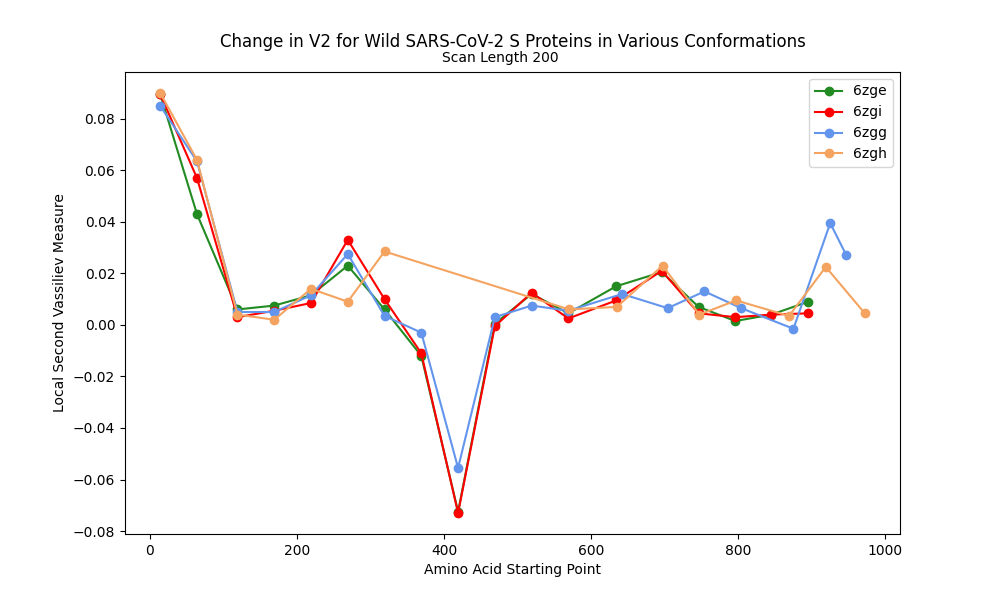 Change in V2 for Wild SARS-CoV-2 S Proteins in Various Conformations
Scan Length 200
6zge
6zgi
6zgg
6zgh
Local Second Vassiliev Measure
0.08
0.06
0.04
0.02
0.00
−0.02
−0.04
−0.06
−0.08
0 200 400 600 800 1000
Amino Acid Starting Point